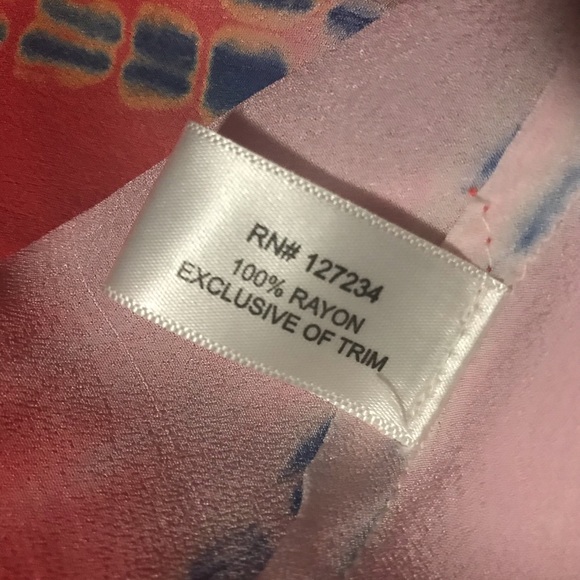 RN# 127234
100% RAYON
EXCLUSIVE OF TRIM